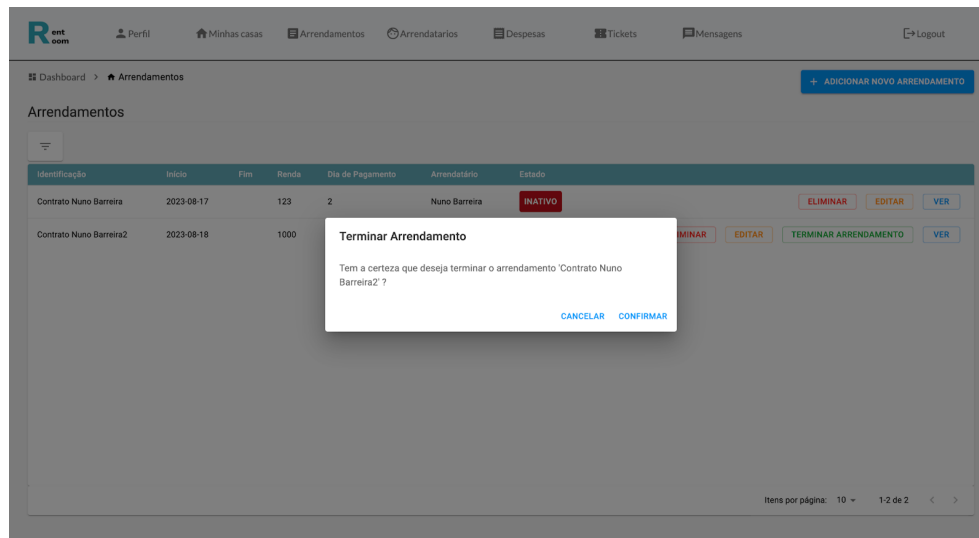 Rent
Room
Perfil
Minhas casas
Arrendamentos
Arrendatarios
Despesas
Tickets
Mensagens
Logout
Dashboard > Arrendamentos
+ ADICIONAR NOVO ARRENDAMENTO
Arrendamentos
Identificação Início Fim Renda Dia de Pagamento Arrendatário Estado
Contrato Nuno Barreira 2023-08-17 123 2 Nuno Barreira INATIVO ELIMINAR EDITAR VER
Contrato Nuno Barreira2 2023-08-18 1000 MINAR EDITAR TERMINAR ARRENDAMENTO VER
Terminar Arrendamento
Tem a certeza que deseja terminar o arrendamento 'Contrato Nuno
Barreira2' ?
CANCELAR CONFIRMAR
Itens por página: 10 1-2 de 2